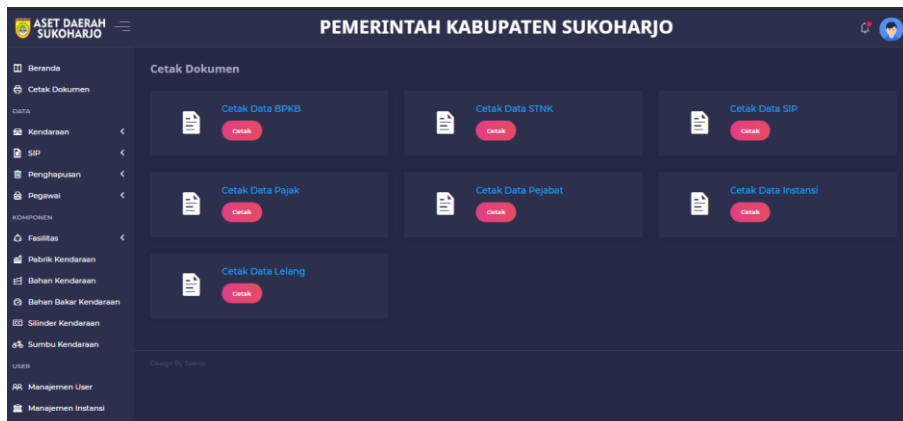 ASET DAERAH
SUKOHARJO
PEMERINTAH KABUPATEN SUKOHARJO
Beranda
Cetak Dokumen
DATA
Kendaraan
SIP
Penghapusan
Pegawai
KOMPONEN
Fasilitas
Pabrik Kendaraan
Bahan Kendaraan
Bahan Bakar Kendaraan
Silinder Kendaraan
Sumbu Kendaraan
USER
Manajemen User
Manajemen Instansi
Cetak Dokumen
Cetak Data BPKB
Cetak
Cetak Data STNK
Cetak
Cetak Data SIP
Cetak
Cetak Data Pajak
Cetak
Cetak Data Pejabat
Cetak
Cetak Data Instansi
Cetak
Cetak Data Lelang
Cetak
Design By